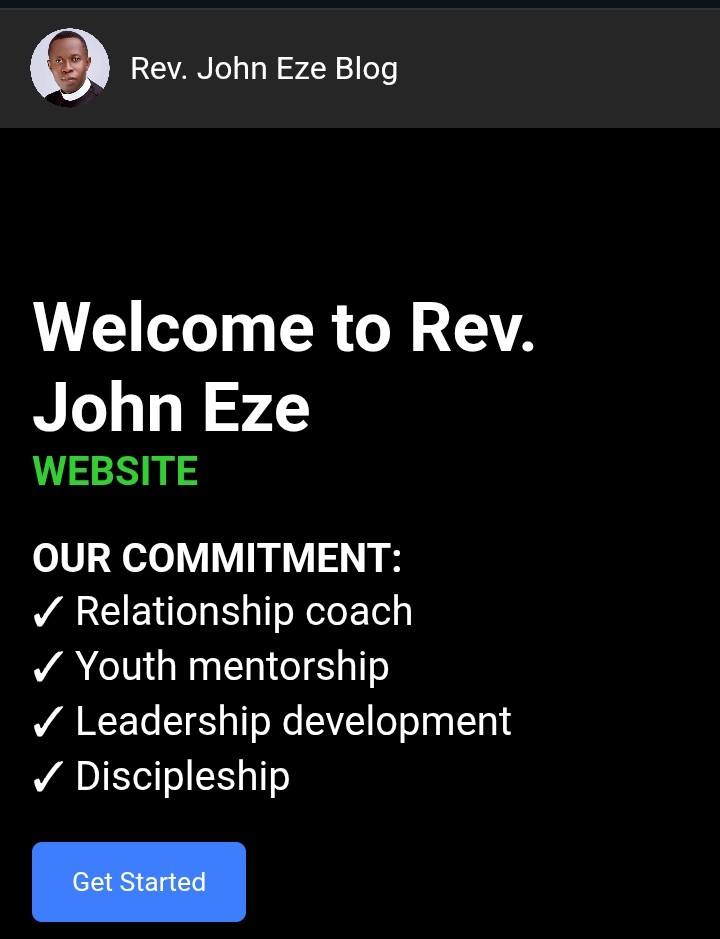 Rev. John Eze Blog
Welcome to Rev.
John Eze
WEBSITE
OUR COMMITMENT:
✓ Relationship coach
✓ Youth mentorship
✓ Leadership development
✓ Discipleship
Get Started